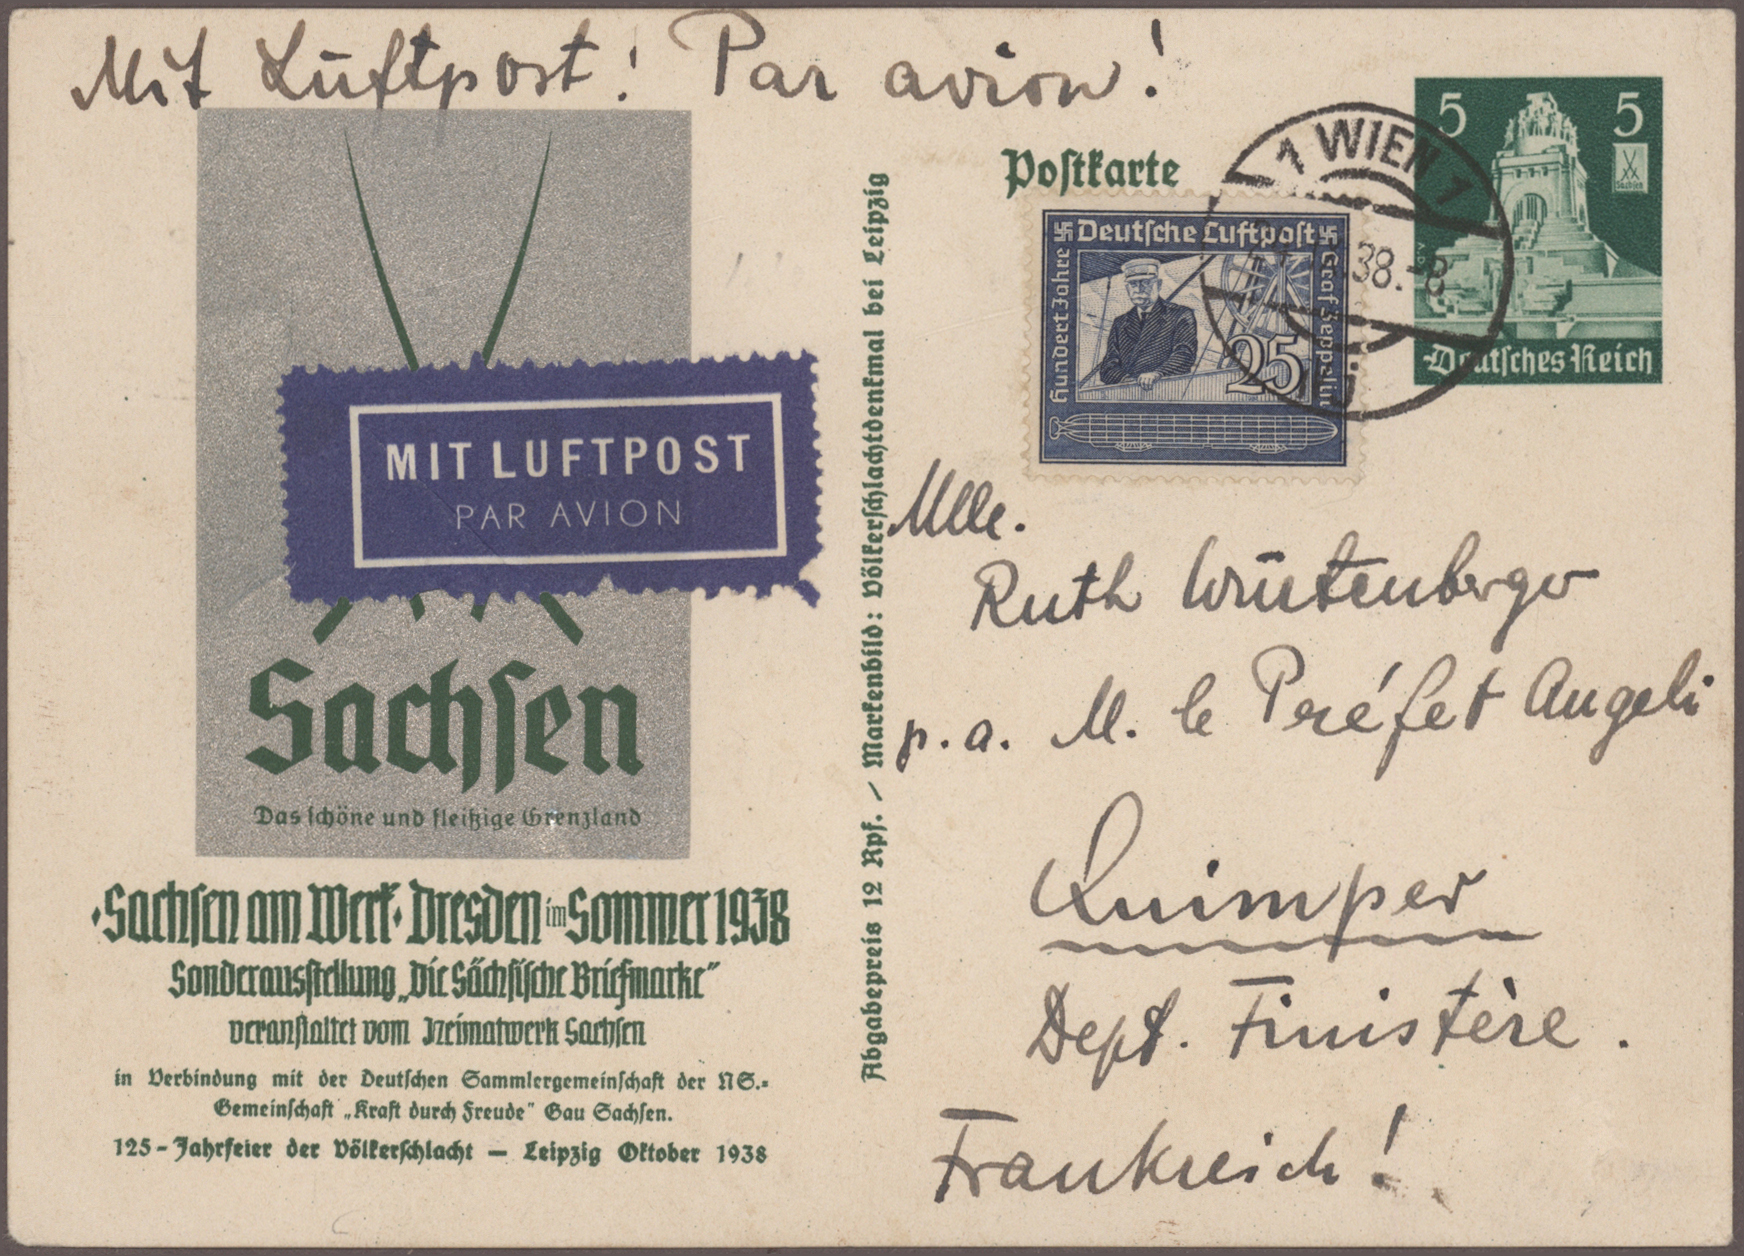 Mit Luftpost! Par avion!
MIT LUFTPOST
PAR AVION
Sachsen
Das schöne und fleißige Grenzland
·Sachsen am Werk· Dresden im Sommer 1938
Sonderausstellung „Die Sächsische Briefmarke“
veranstaltet vom Heimatwerk Sachsen
in Verbindung mit der Deutschen Sammlergemeinschaft der NS.-
Gemeinschaft „Kraft durch Freude“ Gau Sachsen.
125-Jahrfeier der Völkerschlacht — Leipzig Oktober 1938
Abgabepreis 12 Rpf. / Markenbild: Völkerschlachtdenkmal bei Leipzig
Postkarte
Deutsche Luftpost
Hundert Jahre
Graf Zeppelin
25
1 WIEN 1
38.-8
5 5
Sachsen
Deutsches Reich
Mlle.
Ruth Würtenberger
p.a. M. le Préfet Angeli
Quimper
Dept. Finistère.
Frankreich!